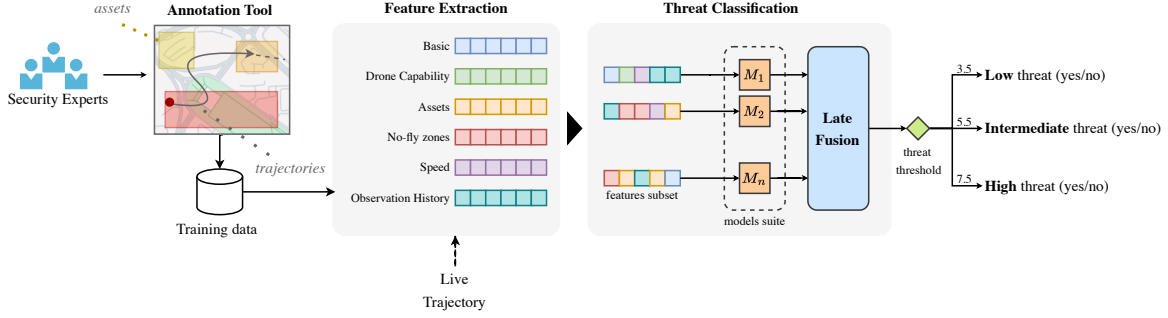 assets
Annotation Tool
Security Experts
trajectories
Training data
Feature Extraction
Basic
Drone Capability
Assets
No-fly zones
Speed
Observation History
Live
Trajectory
Threat Classification
M1
M2
Mn
features subset
models suite
Late
Fusion
threat
threshold
3.5
Low threat (yes/no)
5.5
Intermediate threat (yes/no)
7.5
High threat (yes/no)